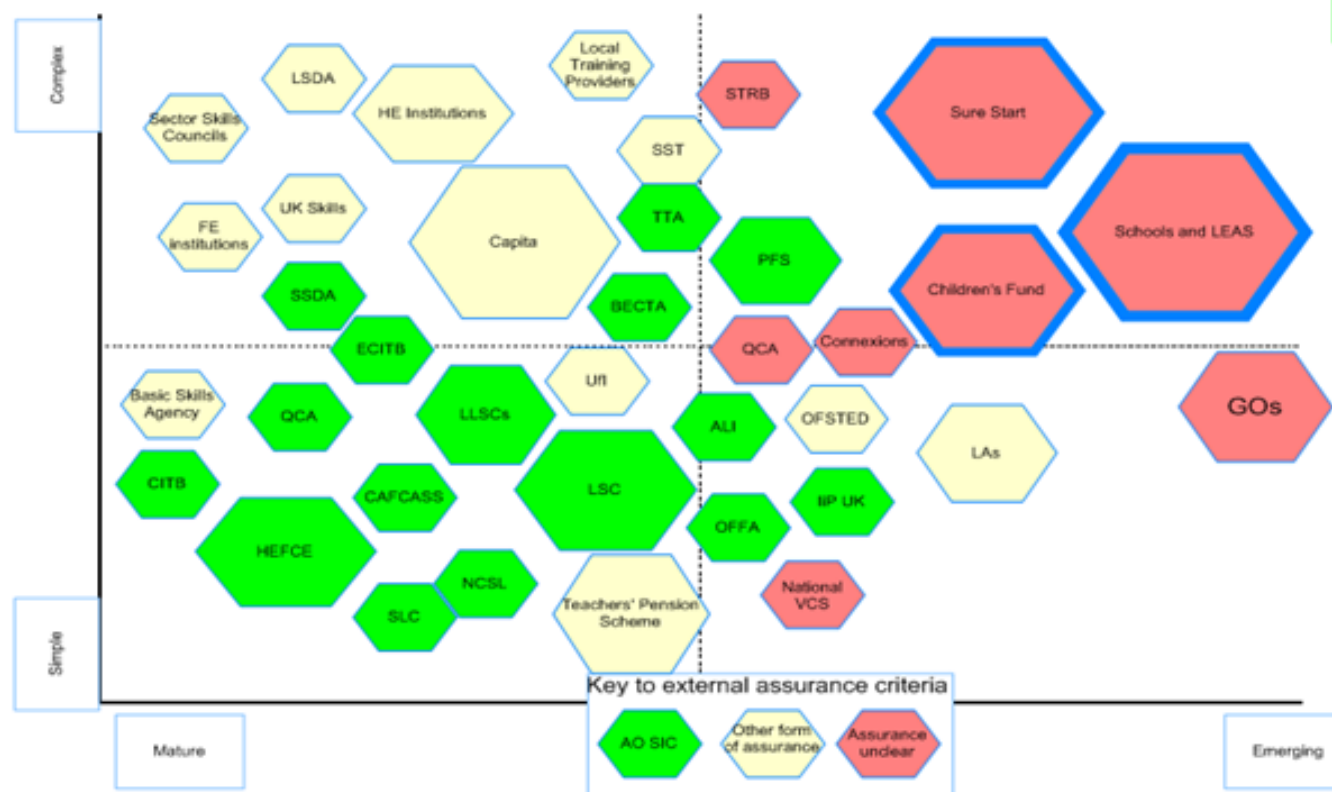 Complex
LSDA
HE Institutions
Local
Training
Providers
STRB
Sure Start
Sector Skills
Councils
SST
UK Skills
FE
institutions
Capita
TTA
PFS
Schools and LEAS
SSDA
BECTA
Children's Fund
ECITB
QCA
Connexions
Basic Skills
Agency
QCA
LLSCs
UfI
ALI
OFSTED
GOs
LAs
CITB
CAFCASS
LSC
IiP UK
HEFCE
OFFA
NCSL
SLC
Teachers' Pension
Scheme
National
VCS
Simple
Key to external assurance criteria
AO SIC
Other form
of assurance
Assurance
unclear
Mature
Emerging